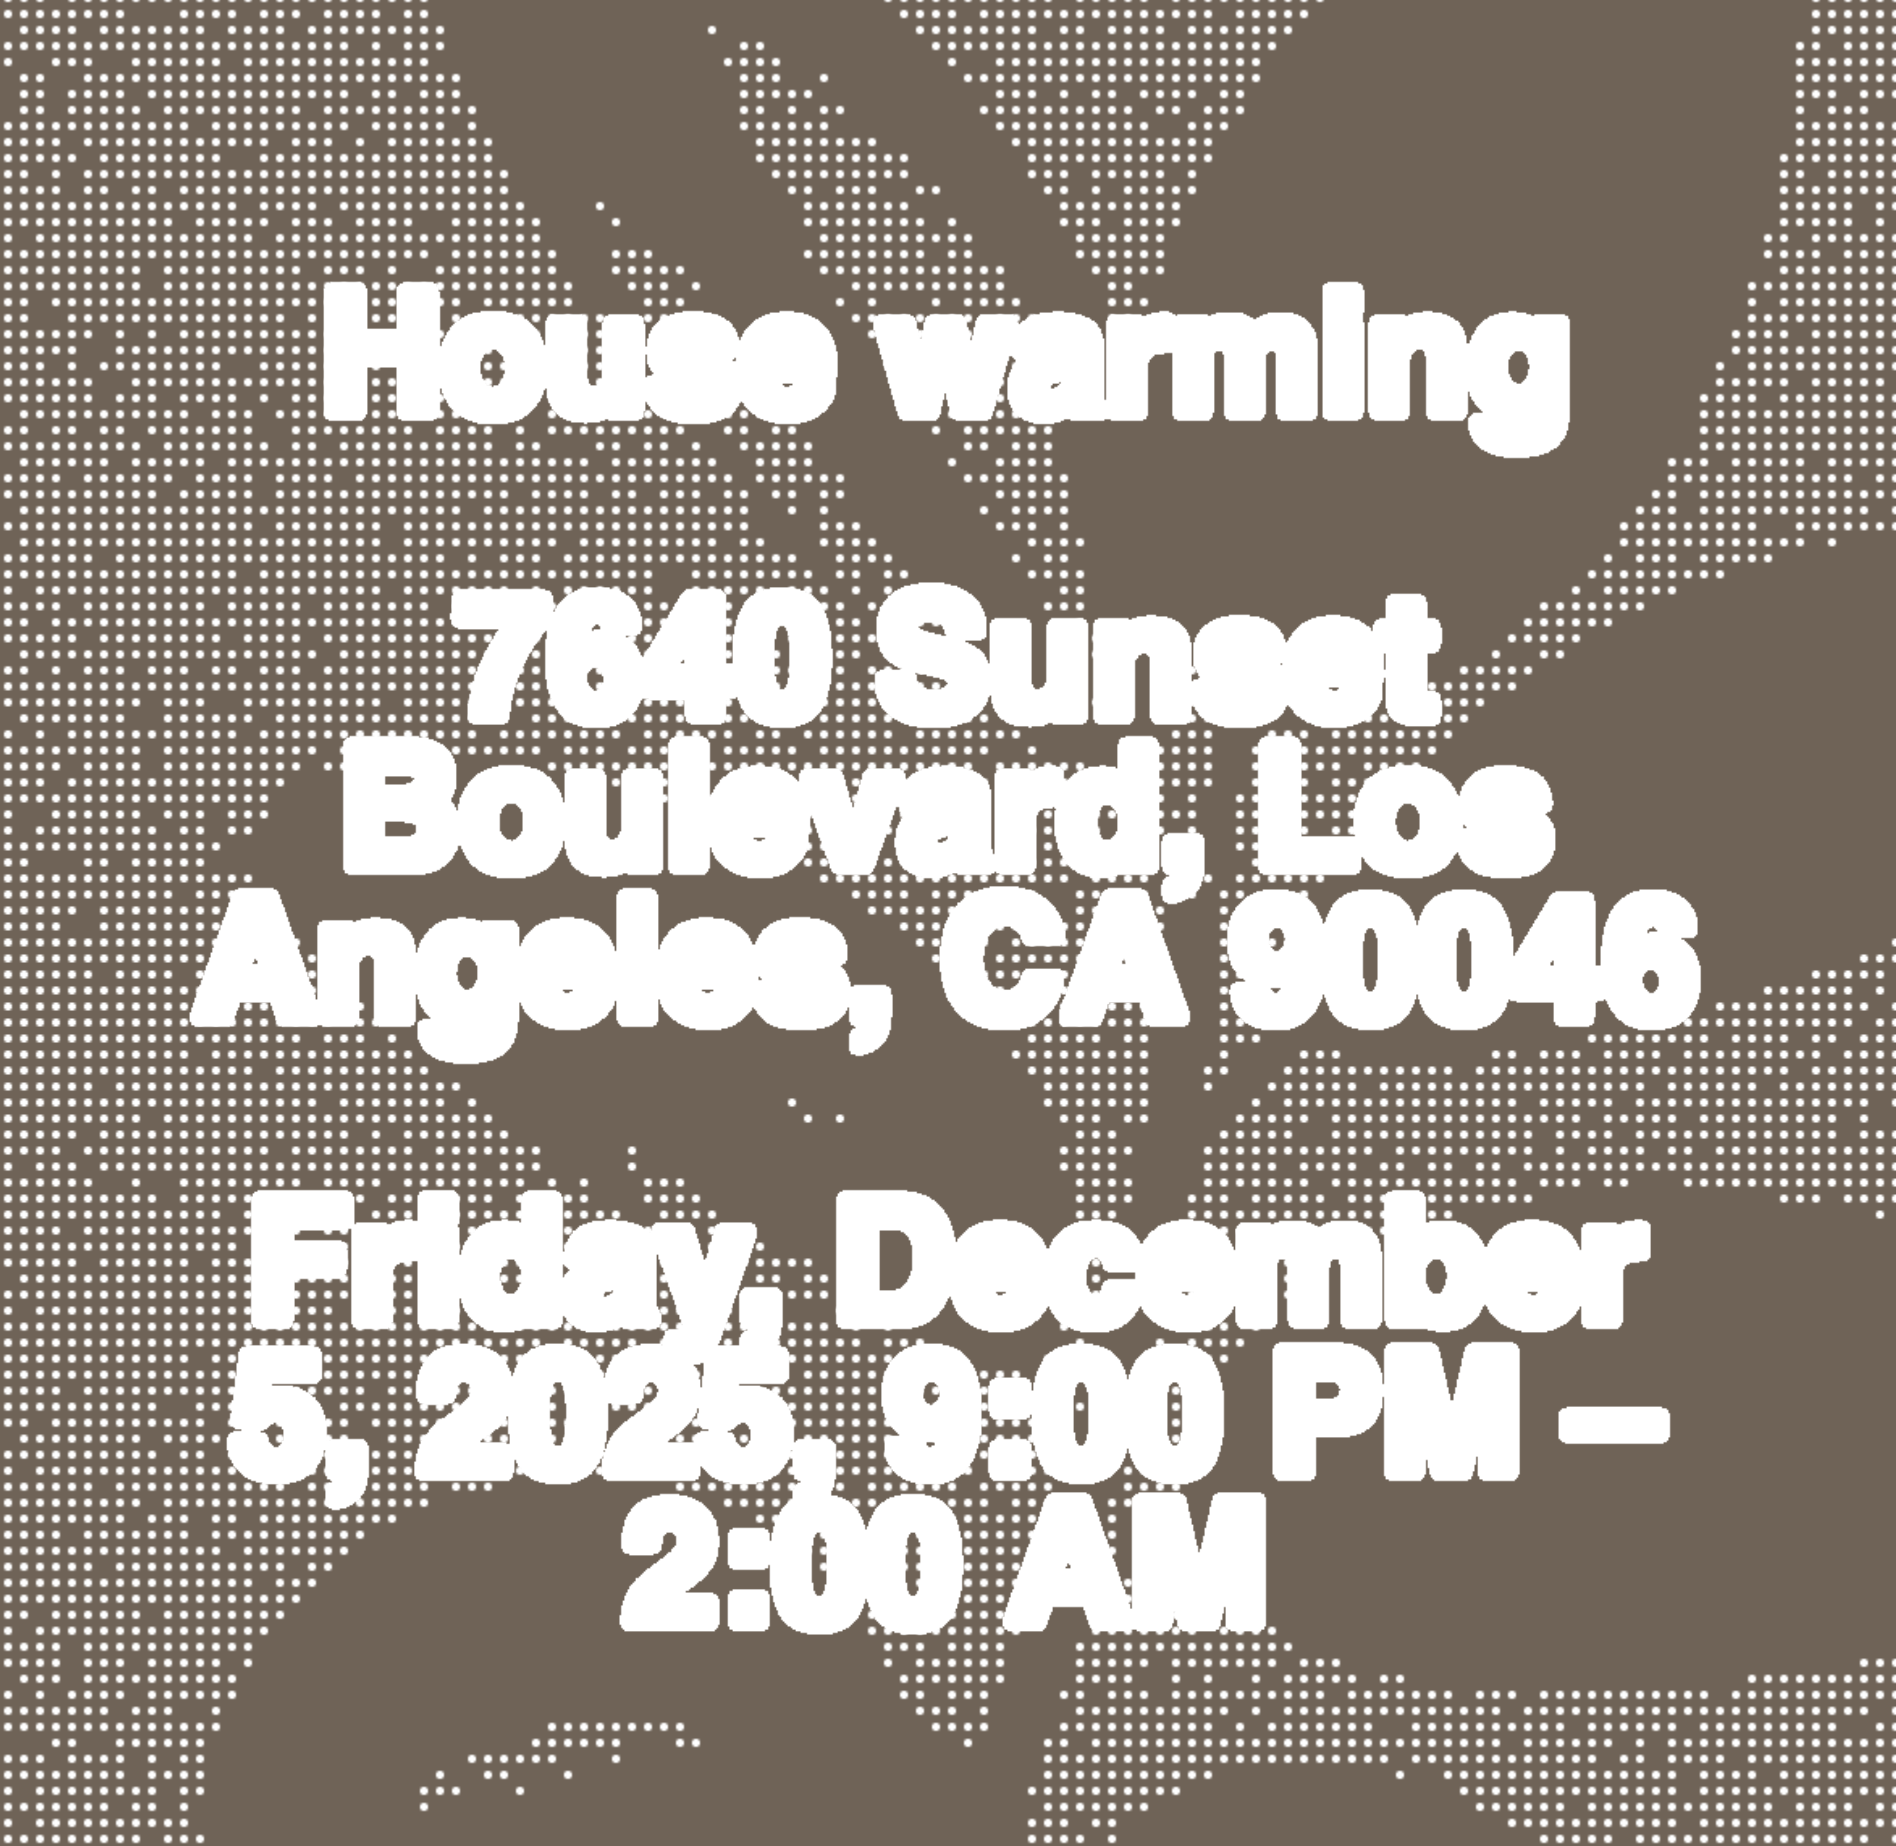 House warming
7640 Sunset
Boulevard, Los
Angeles, CA 90046
Friday, December
5, 2025, 9:00 PM –
2:00 AM